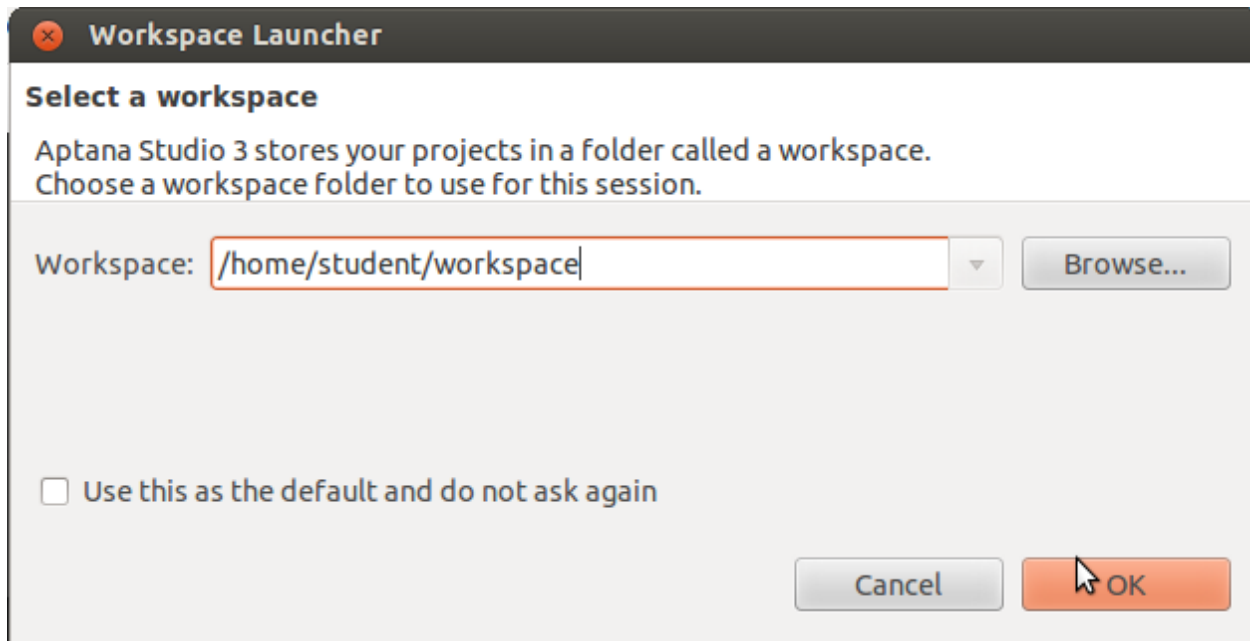 Workspace Launcher
Select a workspace
Aptana Studio 3 stores your projects in a folder called a workspace.
Choose a workspace folder to use for this session.
Workspace: /home/student/workspace Browse...
Use this as the default and do not ask again
Cancel OK